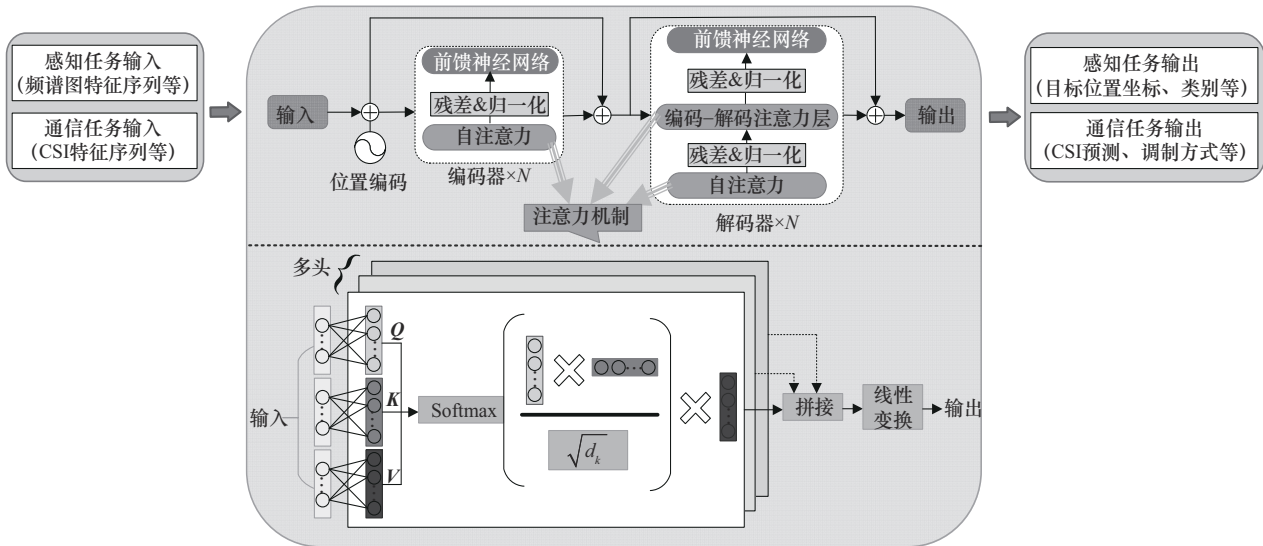 感知任务输入
(频谱图特征序列等)
通信任务输入
(CSI特征序列等)
输入
位置编码
前馈神经网络
残差&归一化
自注意力
编码器×N
前馈神经网络
残差&归一化
编码–解码注意力层
残差&归一化
自注意力
解码器×N
注意力机制
输出
感知任务输出
(目标位置坐标、类别等)
通信任务输出
(CSI预测、调制方式等)
多头
输入
Q
K
V
Softmax
√d_k
拼接
线性
变换
输出